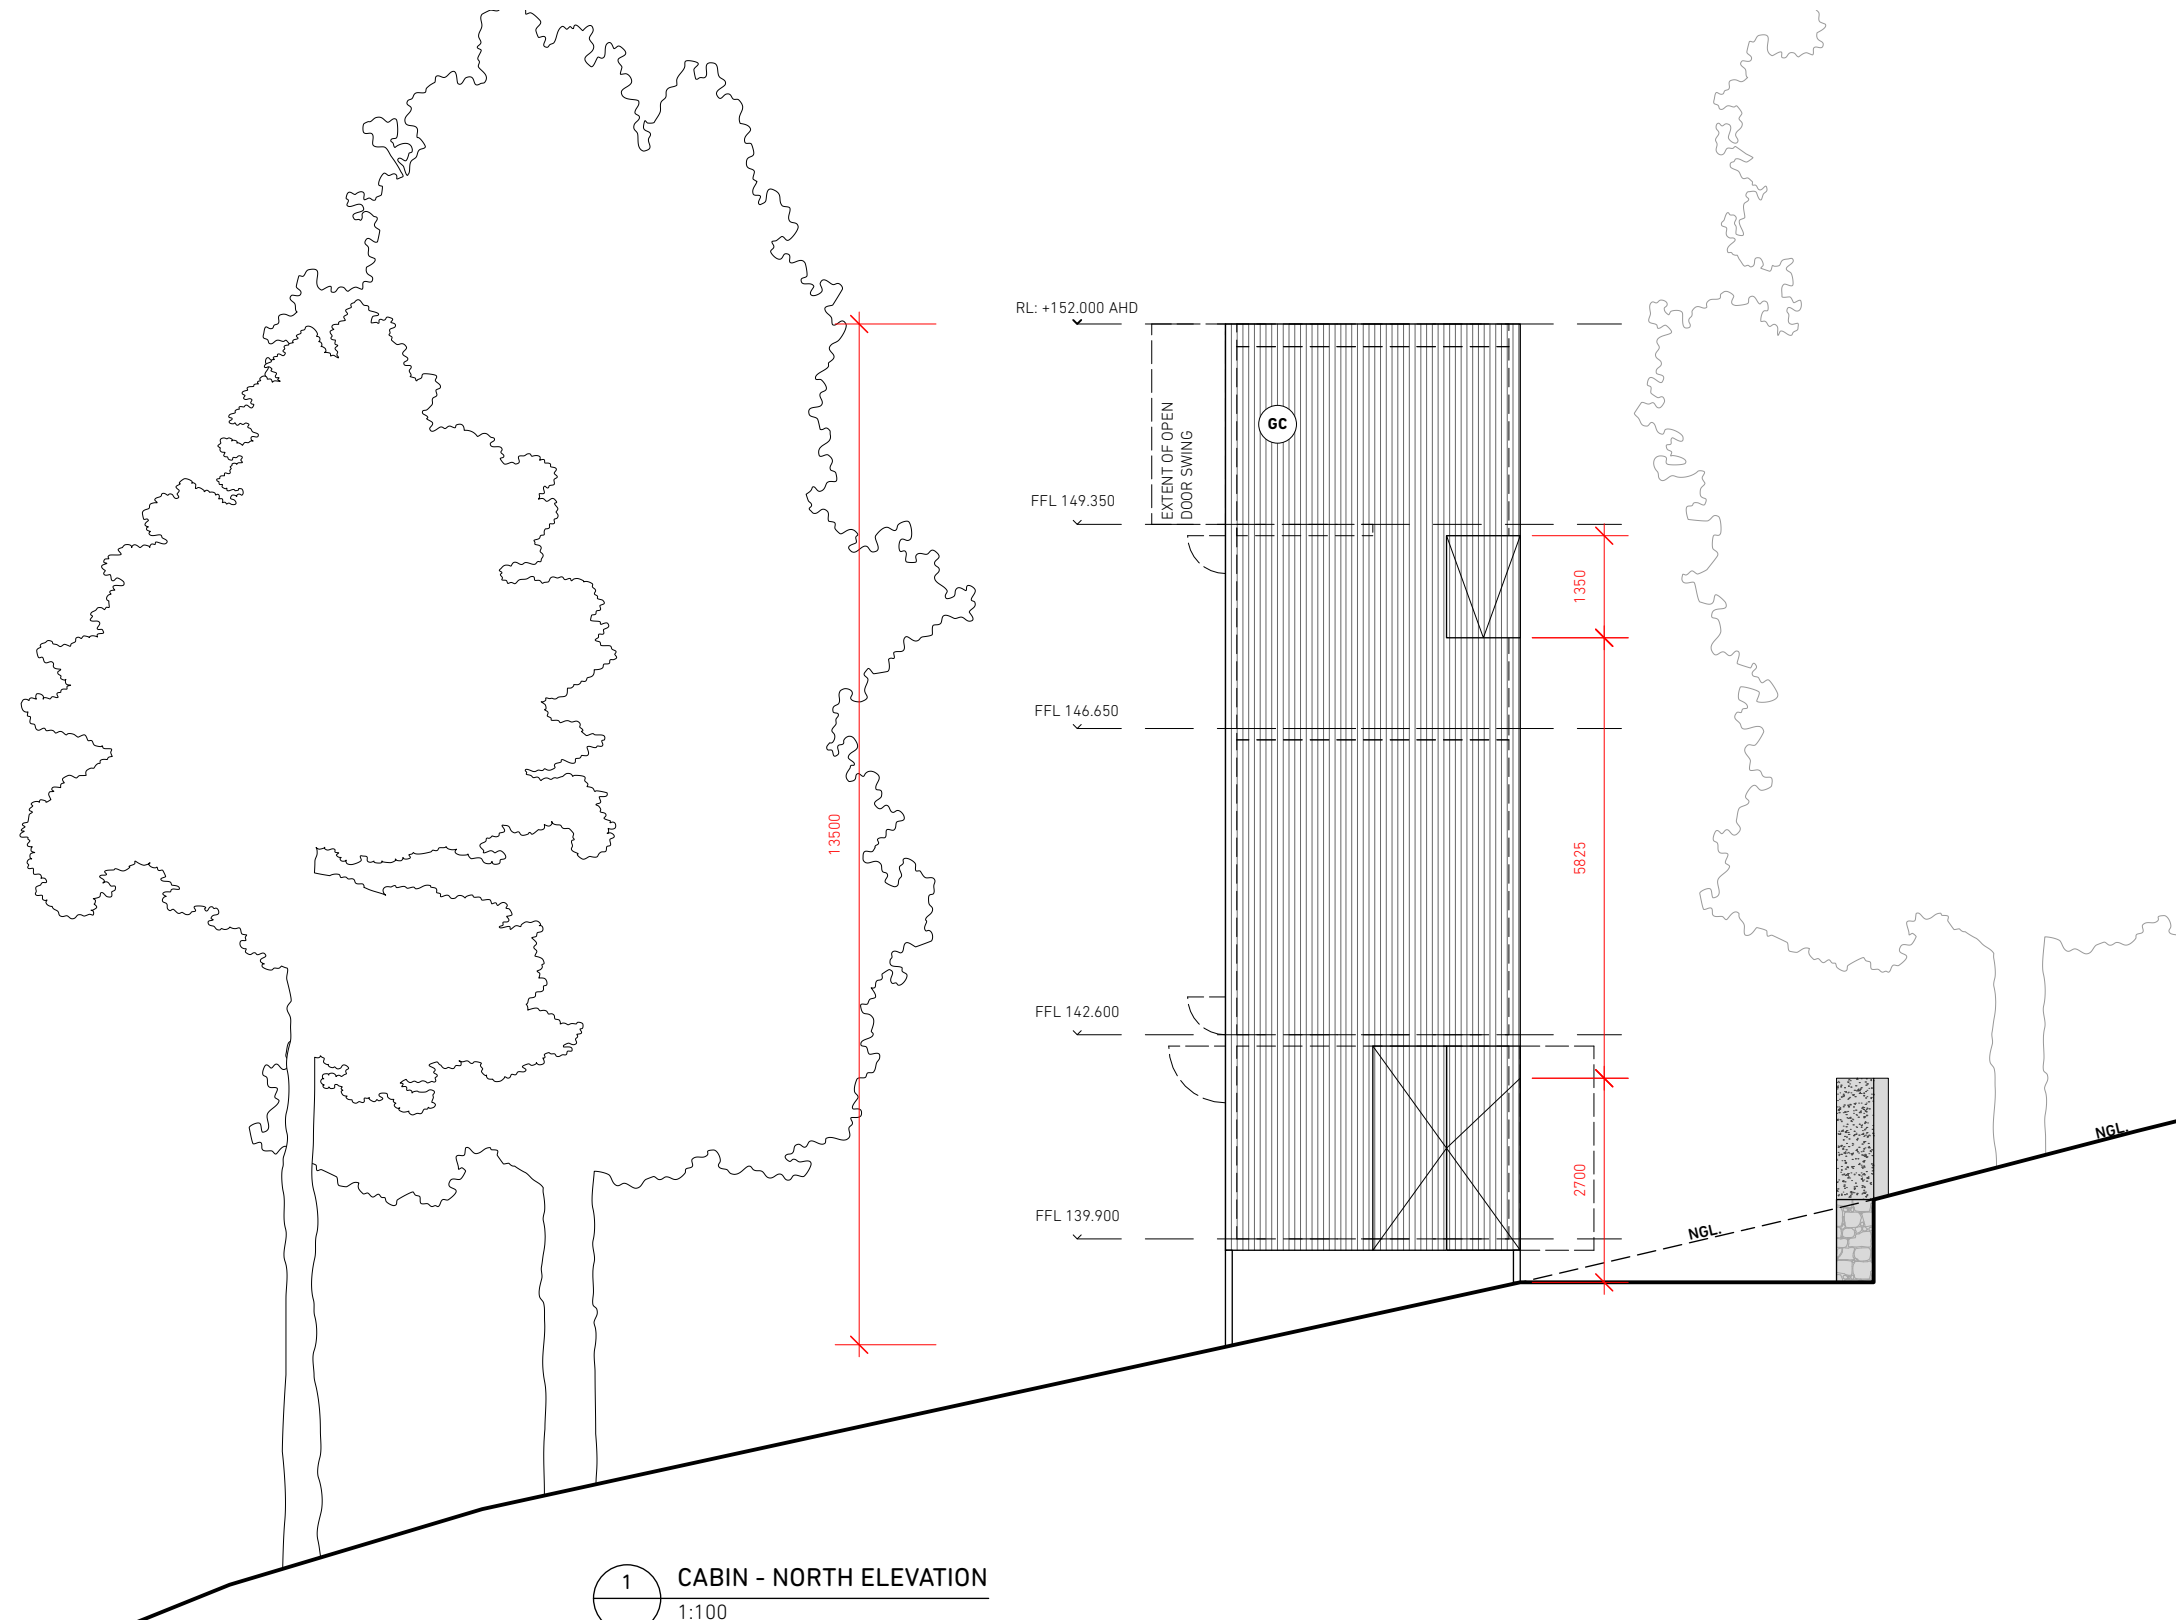 RL: +152.000 AHD
EXTENT OF OPEN
DOOR SWING
GC
FFL 149.350
1350
FFL 146.650
13500
5825
FFL 142.600
2700
NGL.
FFL 139.900
NGL.
1
CABIN - NORTH ELEVATION
1:100